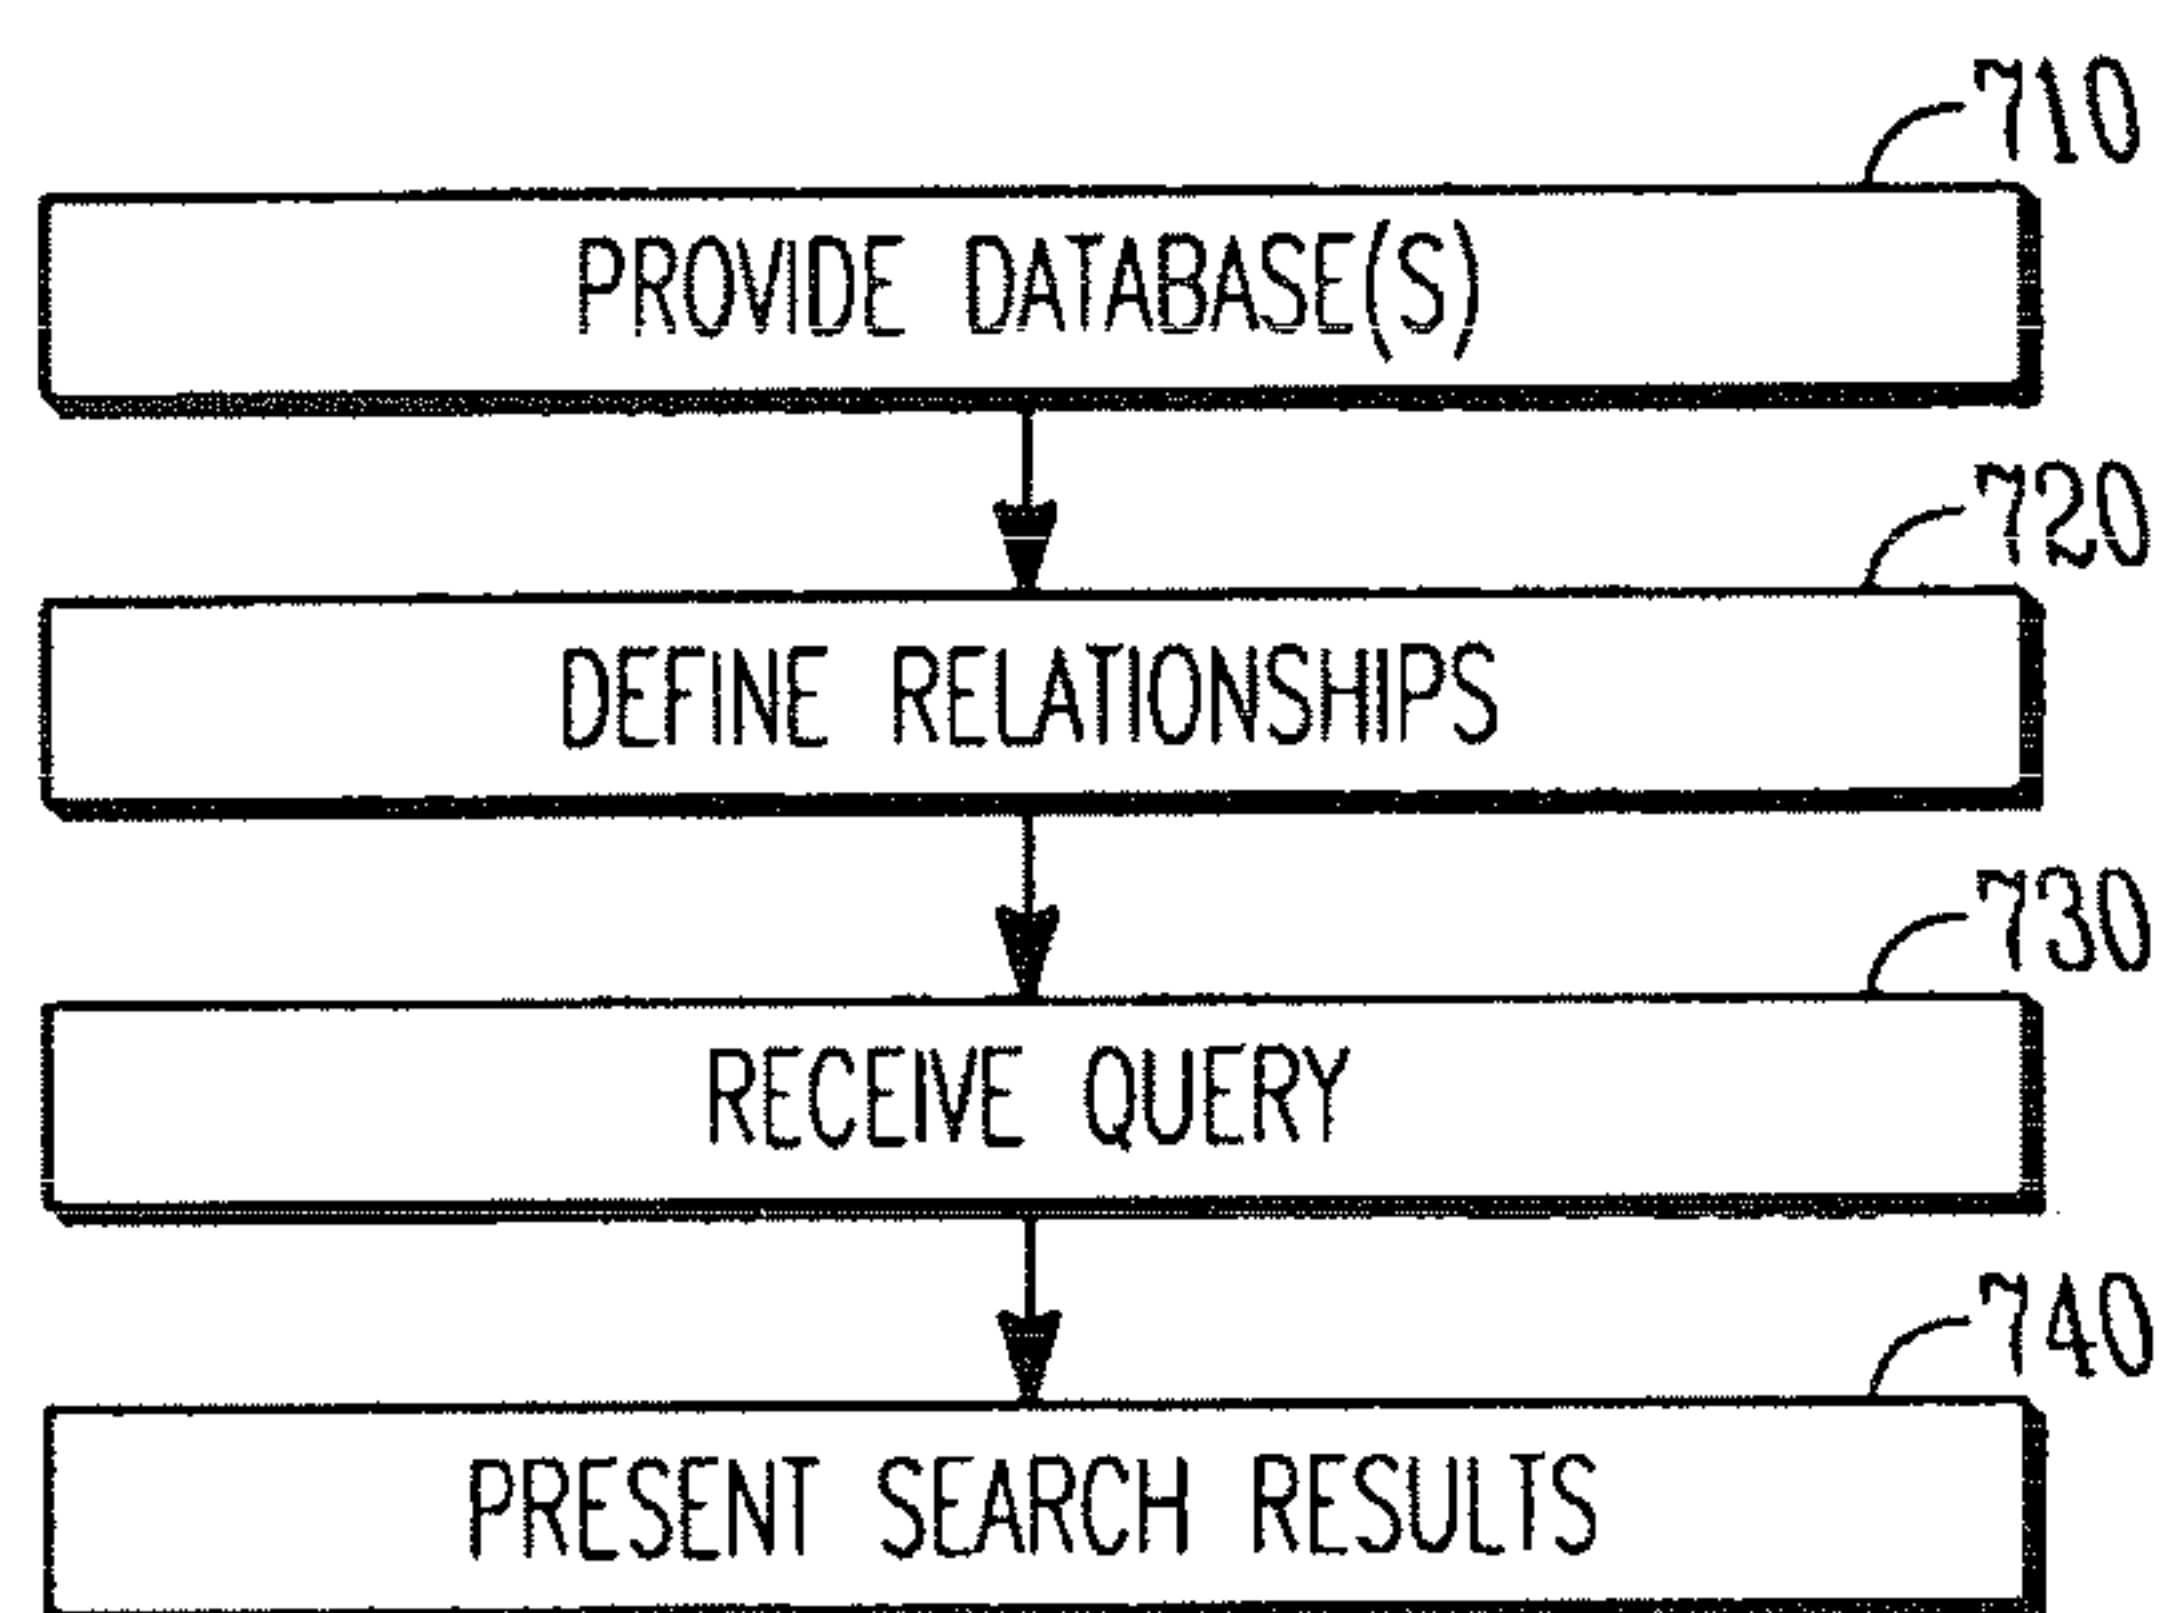 710
PROVIDE DATABASE(S)
720
DEFINE RELATIONSHIPS
730
RECEIVE QUERY
740
PRESENT SEARCH RESULTS